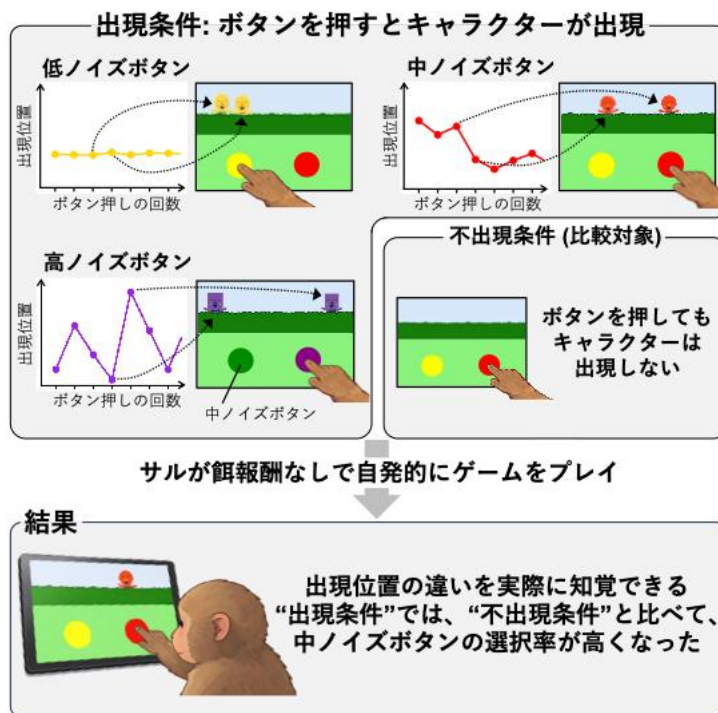 出現条件: ボタンを押すとキャラクターが出現
低ノイズボタン
出現位置
ボタン押しの回数
中ノイズボタン
出現位置
ボタン押しの回数
高ノイズボタン
出現位置
ボタン押しの回数
中ノイズボタン
不出現条件 (比較対象)
ボタンを押しても
キャラクターは
出現しない
サルが餌報酬なしで自発的にゲームをプレイ
結果
出現位置の違いを実際に知覚できる
“出現条件”では、“不出現条件”と比べて、
中ノイズボタンの選択率が高くなった